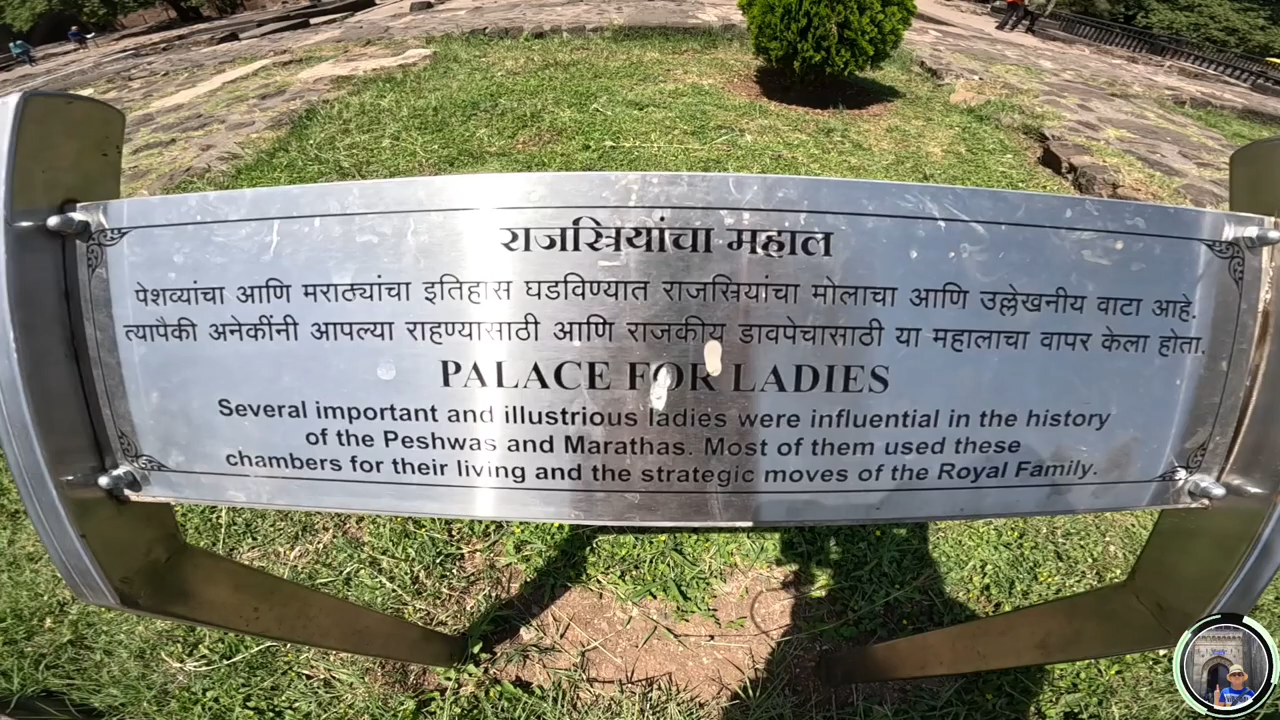 राजस्त्रियांचा महाल
पेशव्यांचा आणि मराठ्यांचा इतिहास घडविण्यात राजस्त्रियांचा मोलाचा आणि उल्लेखनीय वाटा आहे.
त्यापैकी अनेकींनी आपल्या राहण्यासाठी आणि राजकीय डावपेचासाठी या महालाचा वापर केला होता.
PALACE FOR LADIES
Several important and illustrious ladies were influential in the history
of the Peshwas and Marathas. Most of them used these
chambers for their living and the strategic moves of the Royal Family.